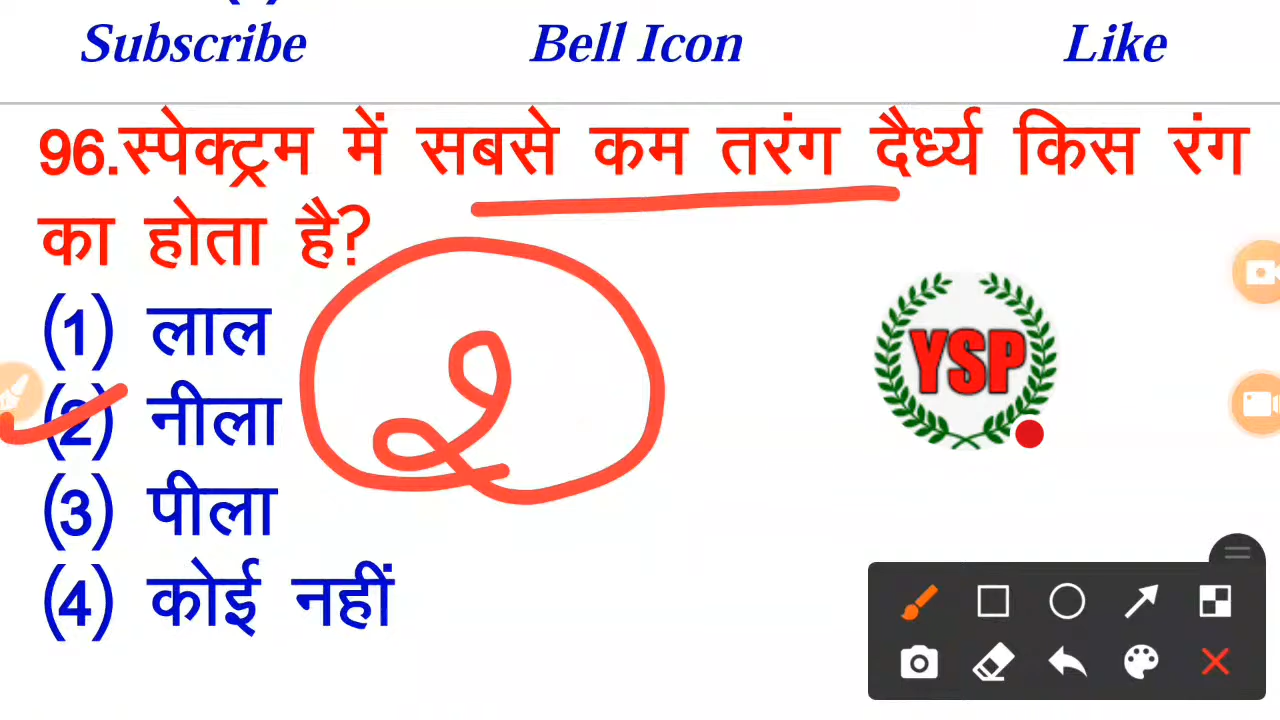 Subscribe Bell Icon Like
96.स्पेक्ट्रम में सबसे कम तरंग दैर्ध्य किस रंग
का होता है?
(1) लाल
(2) नीला
(3) पीला
(4) कोई नहीं
2
YSP